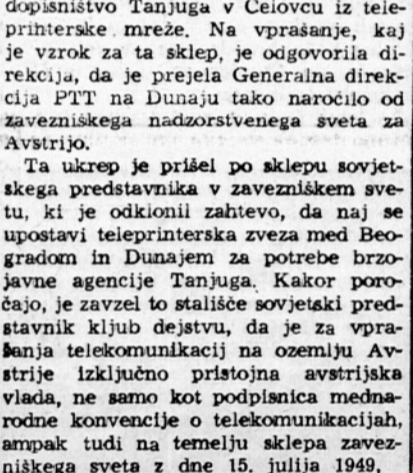 dopisništvo Tanjuga v Celovcu iz tele-
printerske mreže. Na vprašanje, kaj
je vzrok za ta sklep, je odgovorila di-
rekcija, da je prejela Generalna direk-
cija PTT na Dunaju tako naročilo od
zavezniškega nadzorstvenega sveta za
Avstrijo.
Ta ukrep je prišel po sklepu sovjet-
skega predstavnika v zavezniškem sve-
tu, ki je odklonil zahtevo, da naj se
upostavi teleprinterska zveza med Beo-
gradom in Dunajem za potrebe brzo-
javne agencije Tanjuga. Kakor poro-
čajo, je zavzel to stališče sovjetski pred-
stavnik kljub dejstvu, da je za vpra-
šanja telekomunikacij na ozemlju Av-
strije izključno pristojna avstrijska
vlada, ne samo kot podpisnica medna-
rodne konvencije o telekomunikacijah,
ampak tudi na temelju sklepa zavez-
niškega sveta z dne 15. julija 1949,